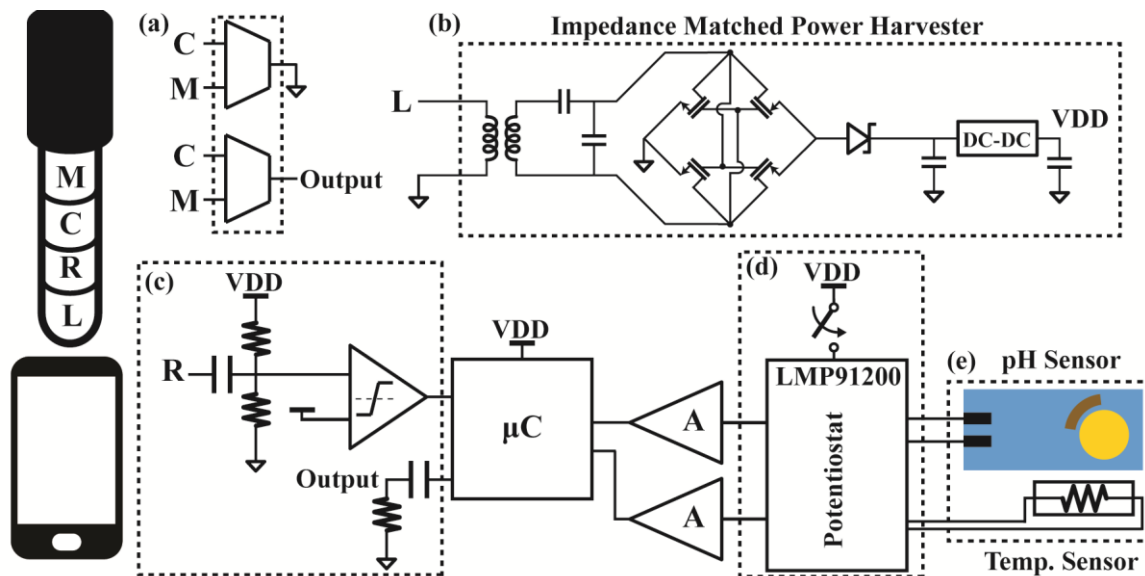 M
C
R
L
(a)
C
M
C
M
Output
(b)
Impedance Matched Power Harvester
L
DC-DC
VDD
(c)
VDD
R
Output
VDD
μC
A
A
(d)
VDD
LMP91200
Potentiostat
(e)
pH Sensor
Temp. Sensor